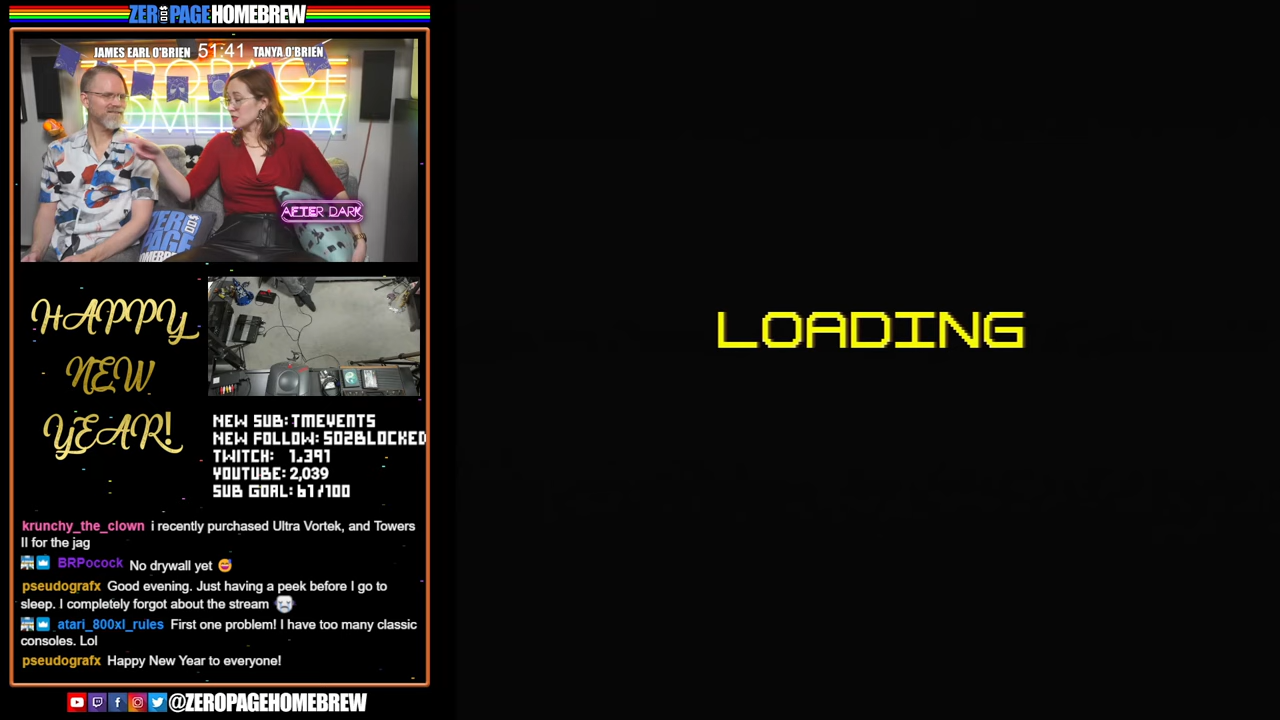 ZEROPAGE HOMEBREW
JAMES EARL O'BRIEN 51:41 TANYA O'BRIEN
AFTER DARK
ZERO
PAGE
HOMEBREW
HAPPY
NEW
YEAR!
NEW SUB: TMEVENTS
NEW FOLLOW: SO2BLOCKED
TWITCH: 1,391
YOUTUBE: 2,039
SUB GOAL: 67/100
krunchy_the_clown i recently purchased Ultra Vortek, and Towers
II for the jag
BRPocock No drywall yet
pseudografx Good evening. Just having a peek before I go to
sleep. I completely forgot about the stream
atari_800xl_rules First one problem! I have too many classic
consoles. Lol
pseudografx Happy New Year to everyone!
@ZEROPAGEHOMEBREW
LOADING